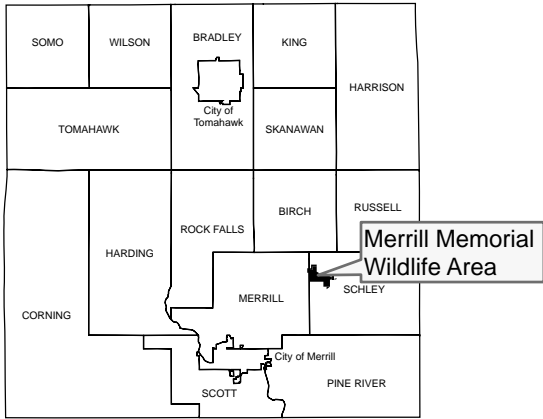 SOMO
WILSON
BRADLEY
KING
HARRISON
City of
Tomahawk
TOMAHAWK
SKANAWAN
BIRCH
RUSSELL
ROCK FALLS
HARDING
Merrill Memorial
Wildlife Area
MERRILL
SCHLEY
CORNING
City of Merrill
SCOTT
PINE RIVER